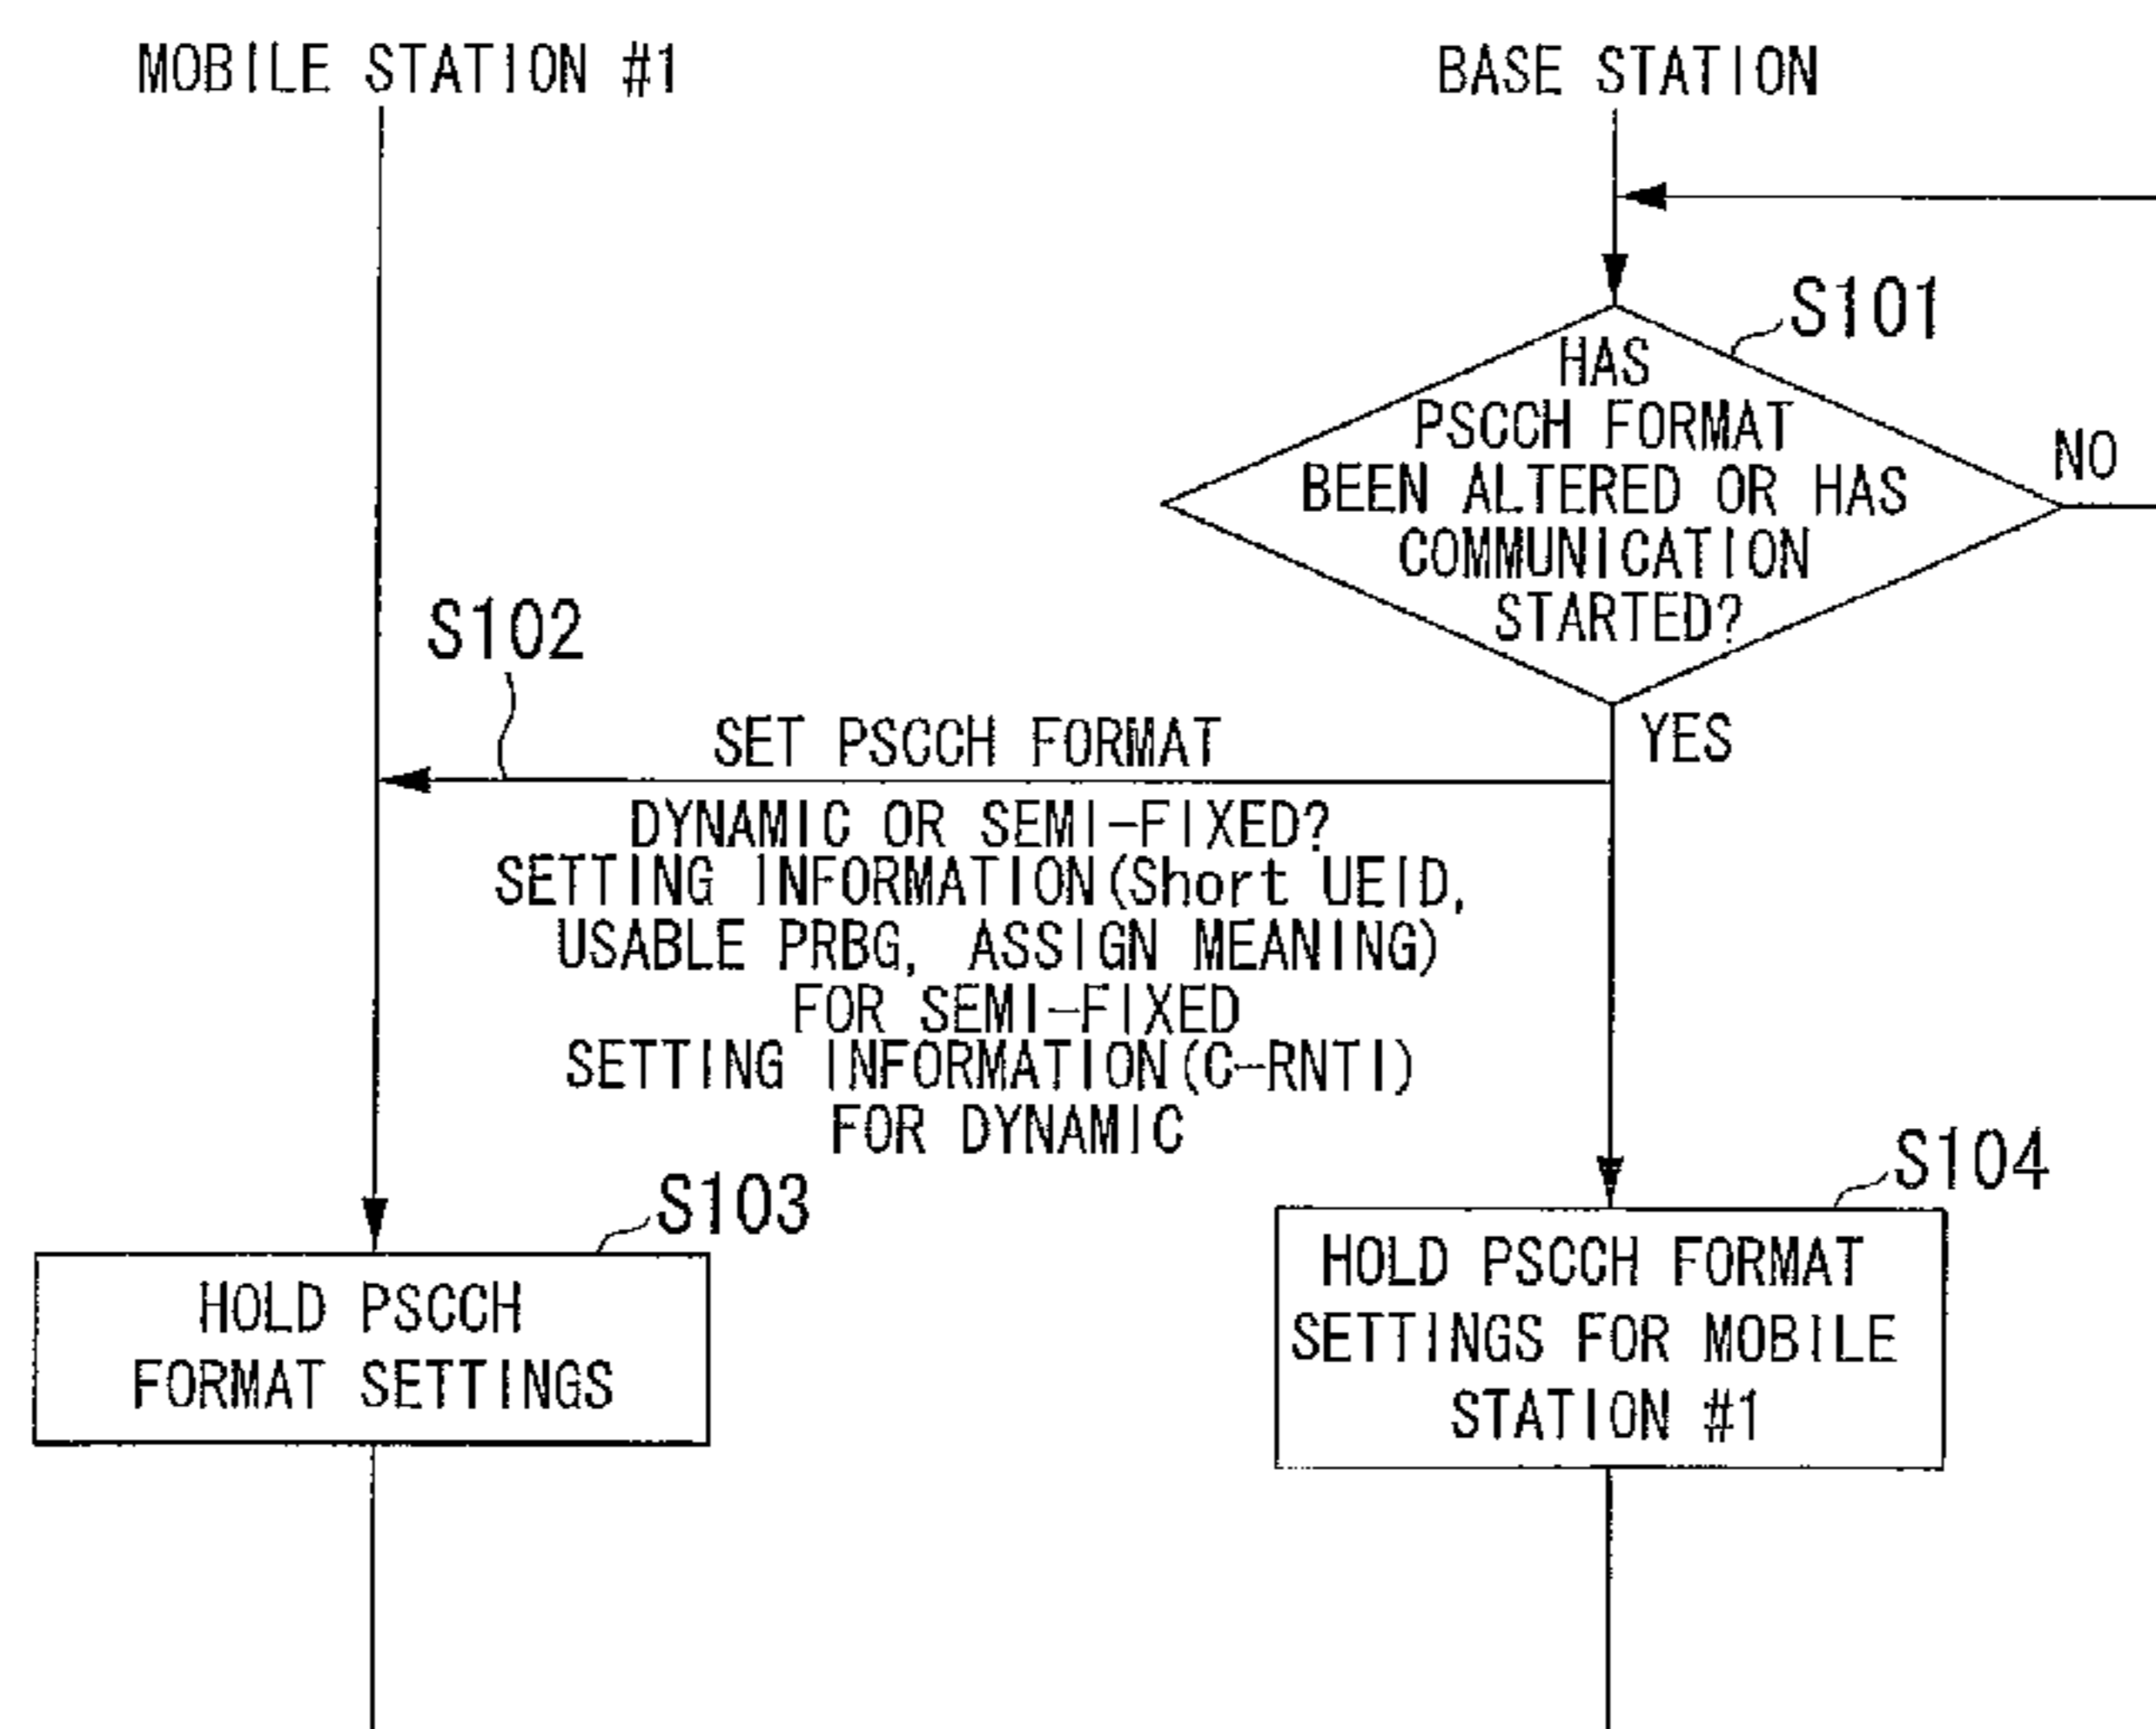 MOBILE STATION #1
BASE STATION
S101
HAS
PSCCH FORMAT
BEEN ALTERED OR HAS
COMMUNICATION
STARTED?
NO
YES
S102
SET PSCCH FORMAT
DYNAMIC OR SEMI-FIXED?
SETTING INFORMATION(Short UEID,
USABLE PRBG, ASSIGN MEANING)
FOR SEMI-FIXED
SETTING INFORMATION(C-RNTI)
FOR DYNAMIC
S103
HOLD PSCCH
FORMAT SETTINGS
S104
HOLD PSCCH FORMAT
SETTINGS FOR MOBILE
STATION #1